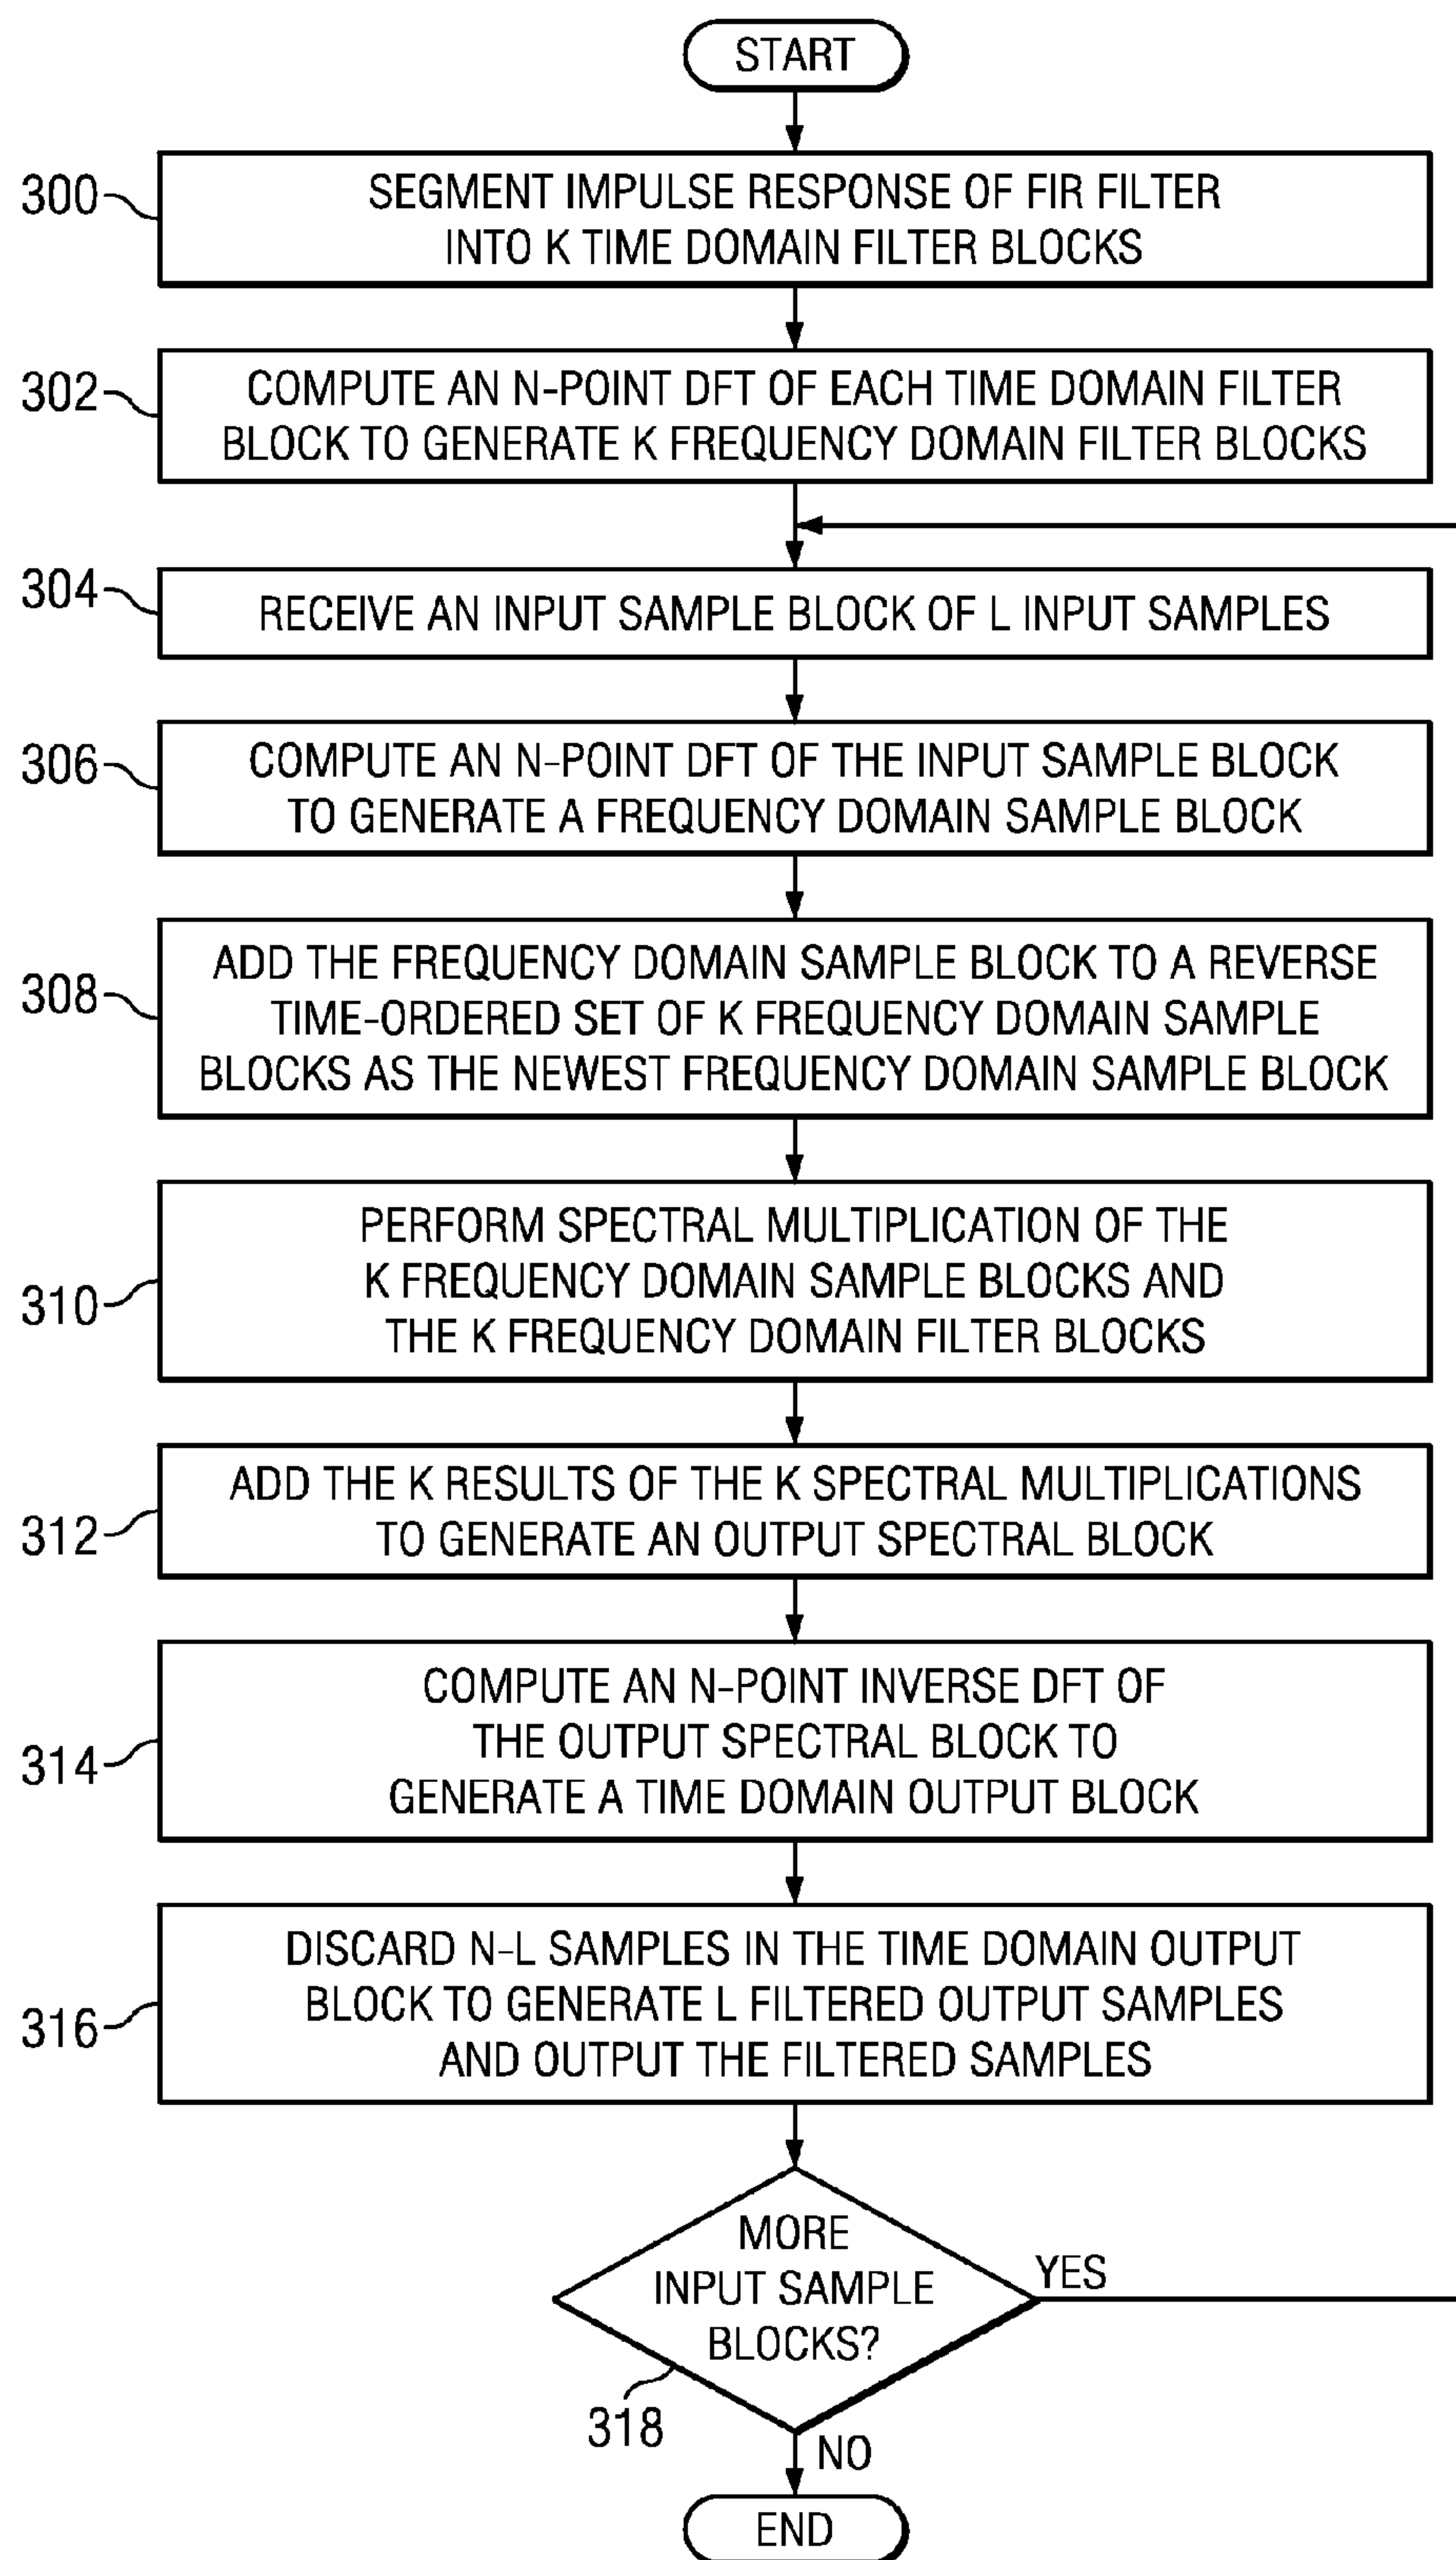 START
300
SEGMENT IMPULSE RESPONSE OF FIR FILTER
INTO K TIME DOMAIN FILTER BLOCKS
302
COMPUTE AN N-POINT DFT OF EACH TIME DOMAIN FILTER
BLOCK TO GENERATE K FREQUENCY DOMAIN FILTER BLOCKS
304
RECEIVE AN INPUT SAMPLE BLOCK OF L INPUT SAMPLES
306
COMPUTE AN N-POINT DFT OF THE INPUT SAMPLE BLOCK
TO GENERATE A FREQUENCY DOMAIN SAMPLE BLOCK
308
ADD THE FREQUENCY DOMAIN SAMPLE BLOCK TO A REVERSE
TIME-ORDERED SET OF K FREQUENCY DOMAIN SAMPLE
BLOCKS AS THE NEWEST FREQUENCY DOMAIN SAMPLE BLOCK
310
PERFORM SPECTRAL MULTIPLICATION OF THE
K FREQUENCY DOMAIN SAMPLE BLOCKS AND
THE K FREQUENCY DOMAIN FILTER BLOCKS
312
ADD THE K RESULTS OF THE K SPECTRAL MULTIPLICATIONS
TO GENERATE AN OUTPUT SPECTRAL BLOCK
314
COMPUTE AN N-POINT INVERSE DFT OF
THE OUTPUT SPECTRAL BLOCK TO
GENERATE A TIME DOMAIN OUTPUT BLOCK
316
DISCARD N-L SAMPLES IN THE TIME DOMAIN OUTPUT
BLOCK TO GENERATE L FILTERED OUTPUT SAMPLES
AND OUTPUT THE FILTERED SAMPLES
MORE
INPUT SAMPLE
BLOCKS?
YES
318
NO
END